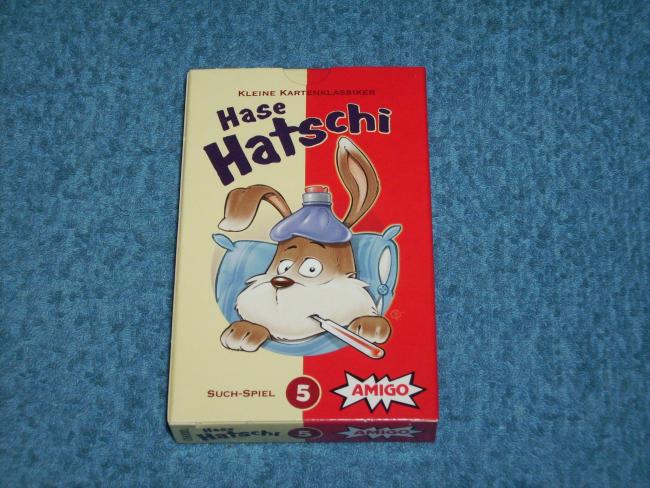 Kleine Kartenklassiker
Hase
Hatschi
Such-Spiel 5
AMIGO
Hase
Hatschi 5
AMIGO